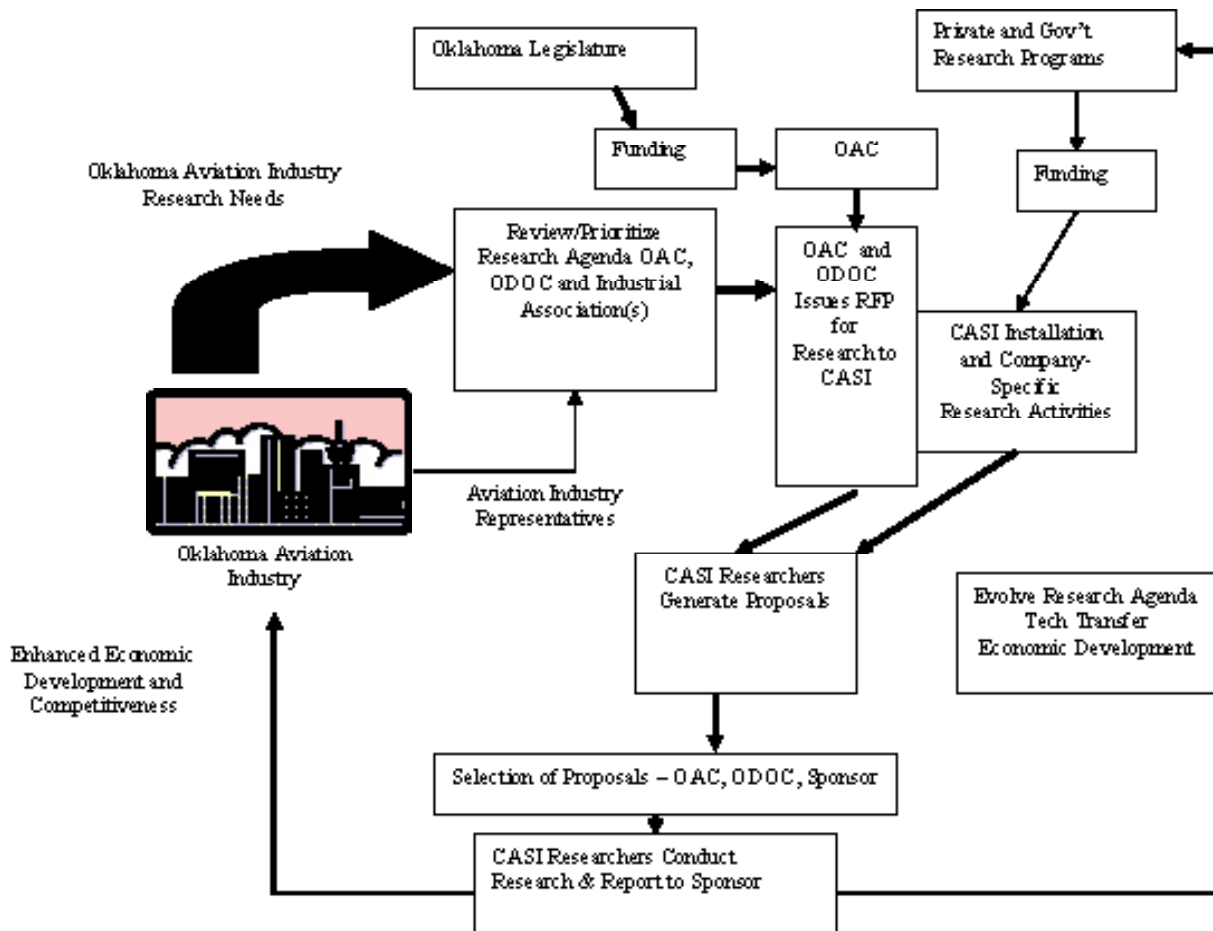 Private and Gov't
Research Programs
Oklahoma Legislature
Funding
OAC
Funding
Oklahoma Aviation Industry
Research Needs
Review/Prioritize
Research Agenda OAC,
ODOC and Industrial
Association(s)
OAC and
ODOC
Issues RFP
for
Research to
CASI
CASI Installation
and Company-
Specific
Research Activities
Aviation Industry
Representatives
Oklahoma Aviation
Industry
CASI Researchers
Generate Proposals
Evolve Research Agenda
Tech Transfer
Economic Development
Enhanced Economic
Development and
Competitiveness
Selection of Proposals – OAC, ODOC, Sponsor
CASI Researchers Conduct
Research & Report to Sponsor